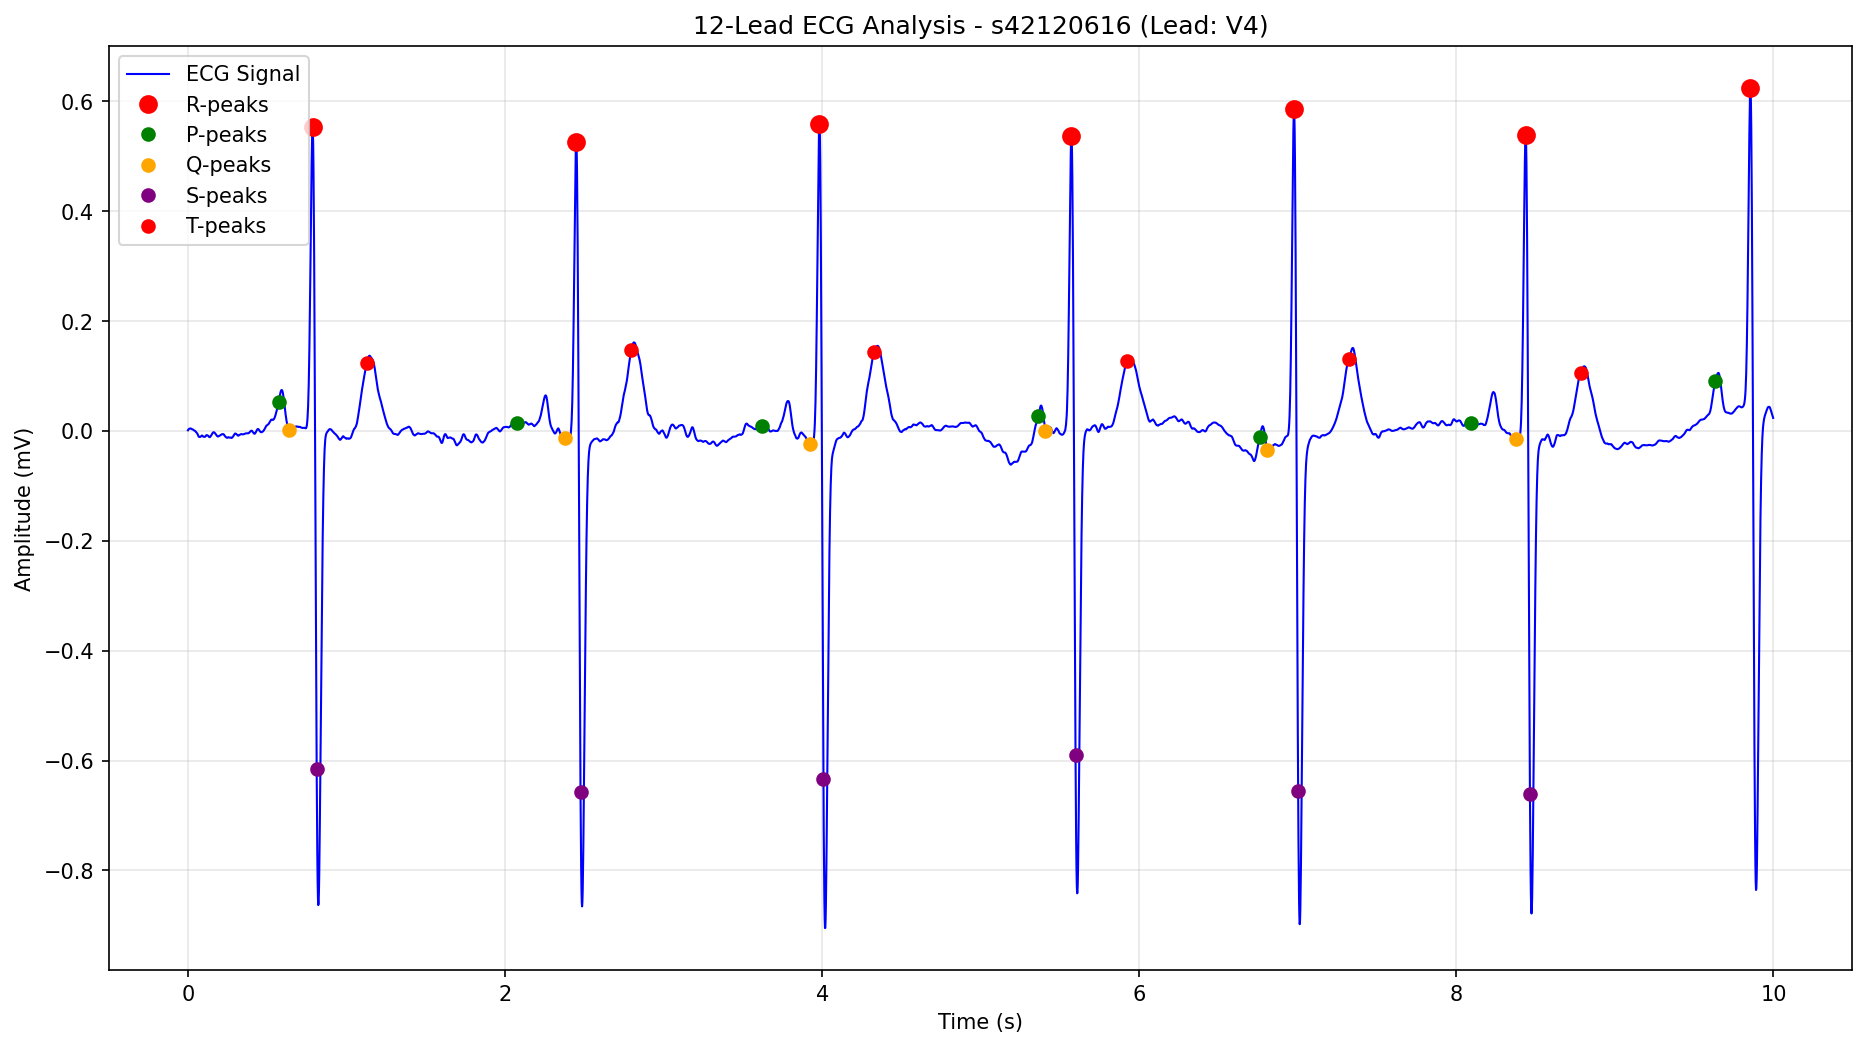 12-Lead ECG Analysis - s42120616 (Lead: V4)
ECG Signal
R-peaks
P-peaks
Q-peaks
S-peaks
T-peaks
Amplitude (mV)
0.6
0.4
0.2
0.0
−0.2
−0.4
−0.6
−0.8
0 2 4 6 8 10
Time (s)